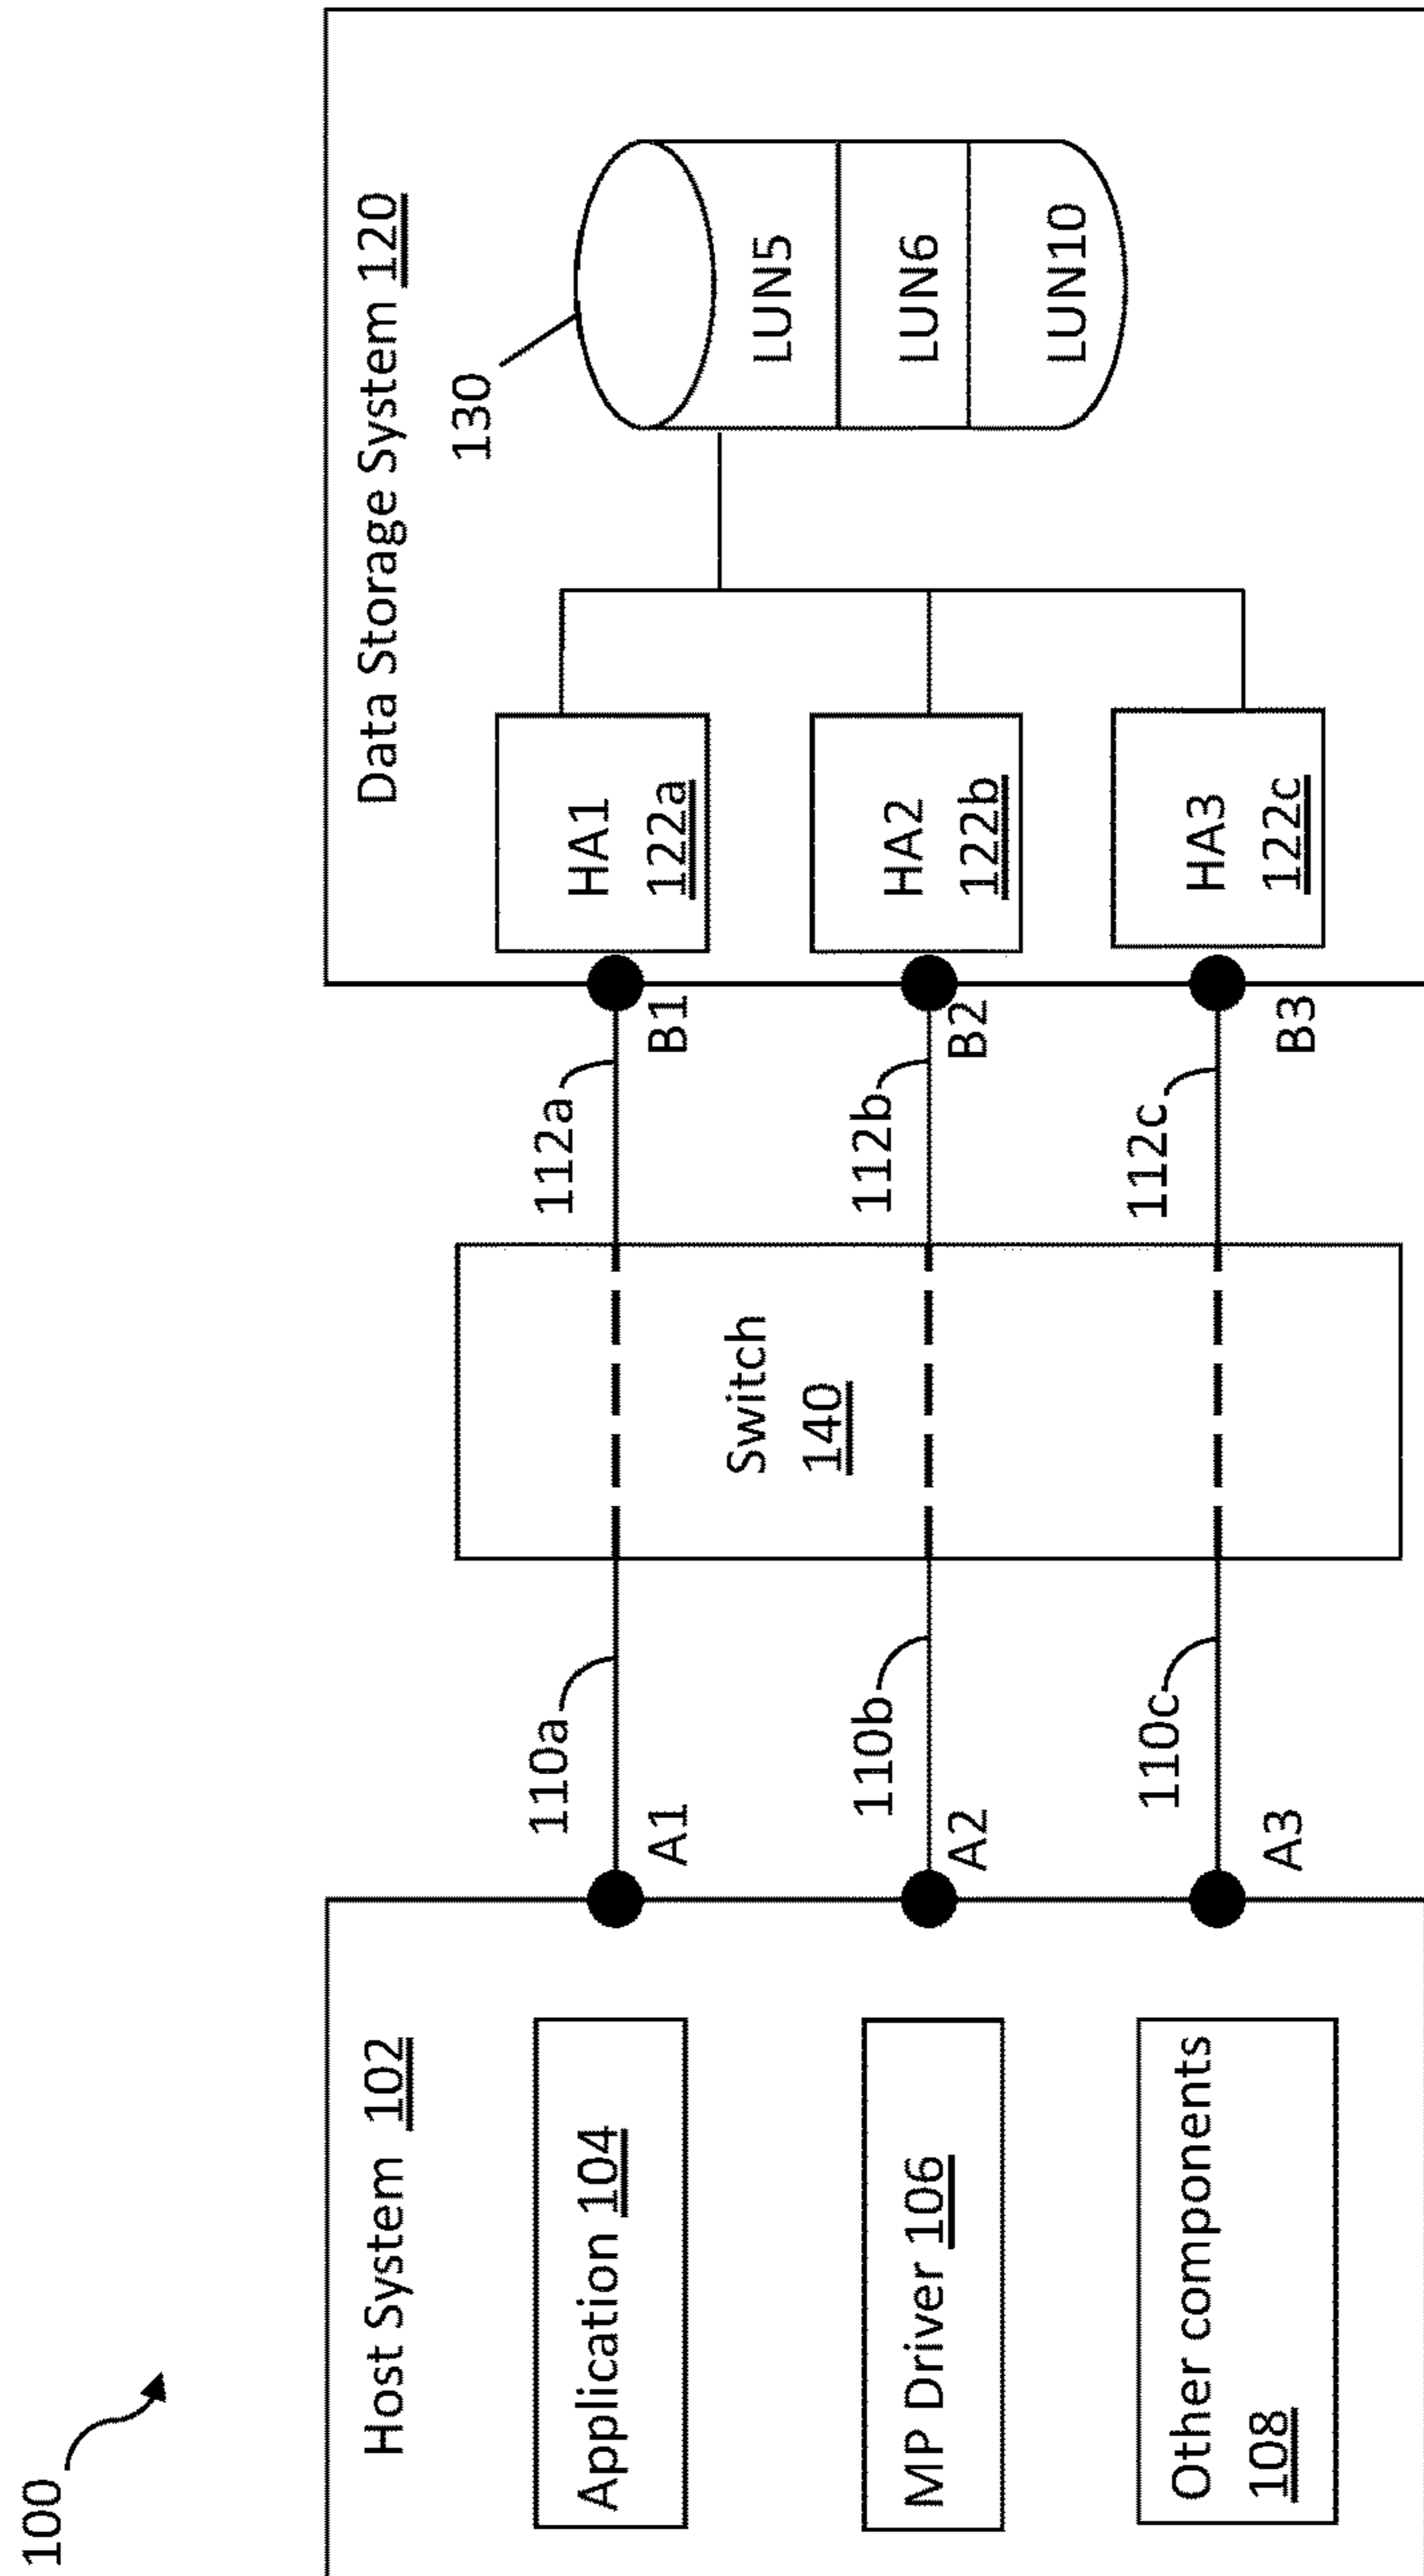 100
Host System 102
Application 104
MP Driver 106
Other components
108
A1
A2
A3
110a
110b
110c
Switch
140
112a
112b
112c
B1
B2
B3
Data Storage System 120
HA1
122a
HA2
122b
HA3
122c
130
LUN5
LUN6
LUN10